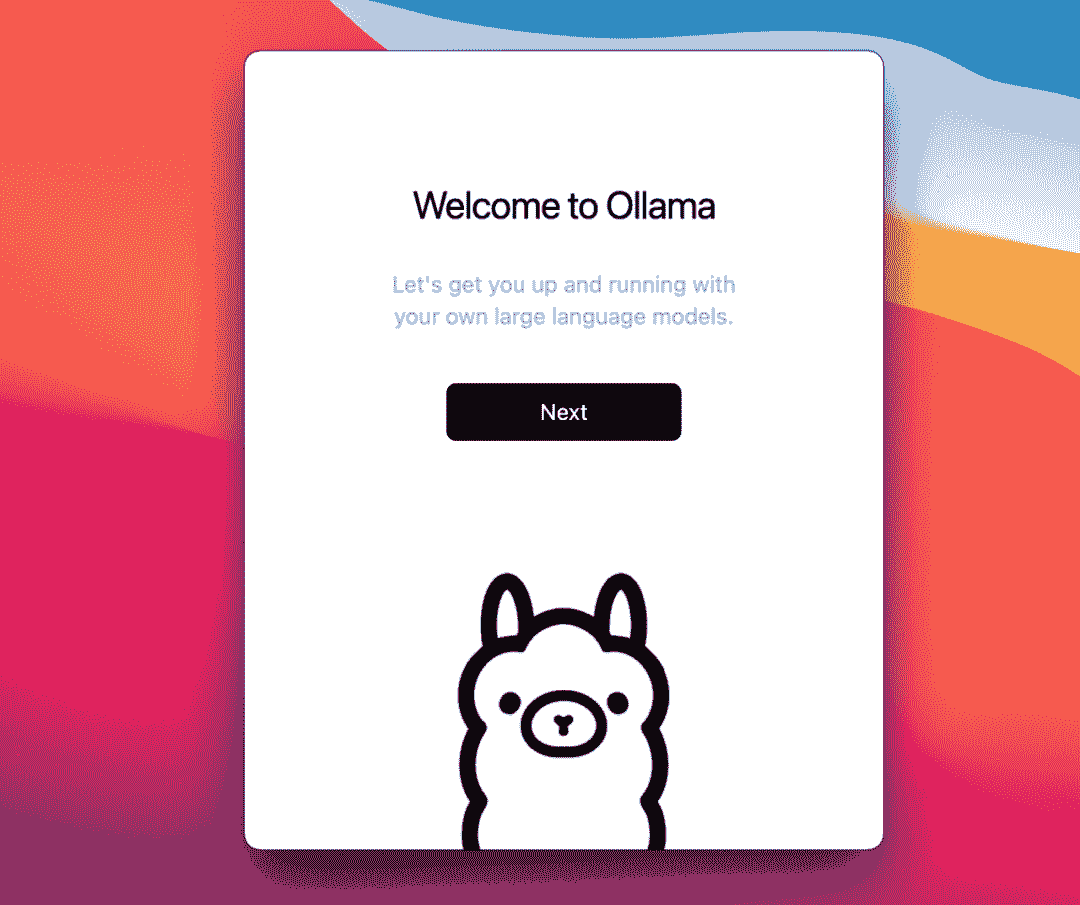 Welcome to Ollama
Let's get you up and running with
your own large language models.
Next